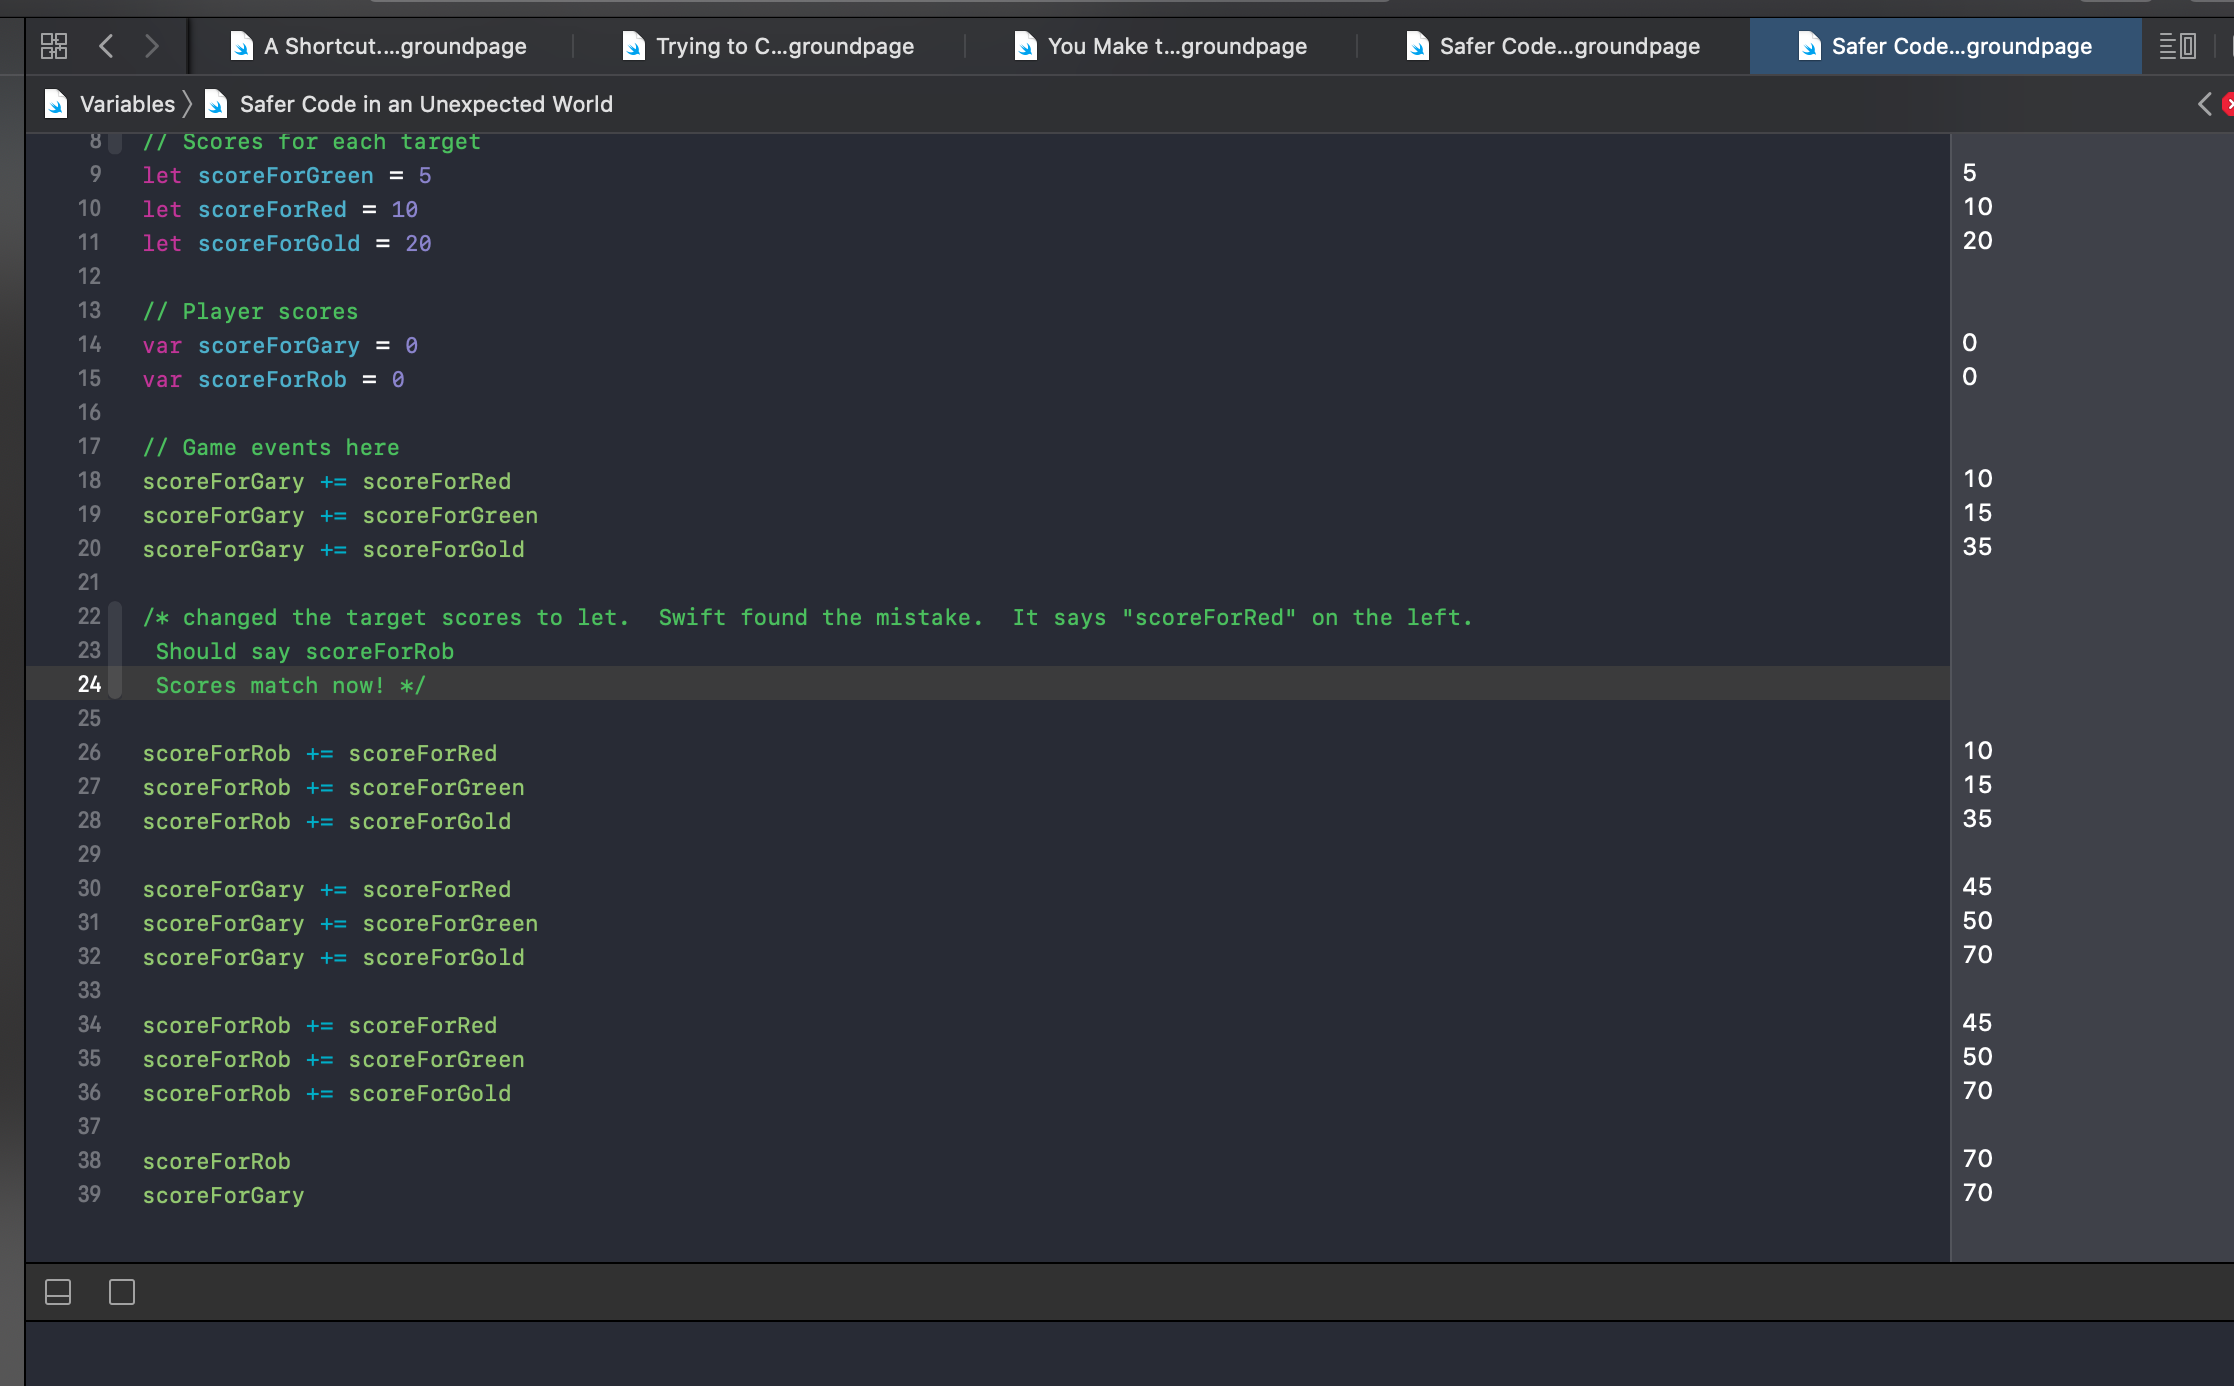 A Shortcut....groundpage
Trying to C...groundpage
You Make t...groundpage
Safer Code...groundpage
Safer Code...groundpage
Variables
Safer Code in an Unexpected World
8 // Scores for each target
9 let scoreForGreen = 5 5
10 let scoreForRed = 10 10
11 let scoreForGold = 20 20
12
13 // Player scores
14 var scoreForGary = 0 0
15 var scoreForRob = 0 0
16
17 // Game events here
18 scoreForGary += scoreForRed 10
19 scoreForGary += scoreForGreen 15
20 scoreForGary += scoreForGold 35
21
22 /* changed the target scores to let.  Swift found the mistake.  It says "scoreForRed" on the left.
23 Should say scoreForRob
24 Scores match now! */
25
26 scoreForRob += scoreForRed 10
27 scoreForRob += scoreForGreen 15
28 scoreForRob += scoreForGold 35
29
30 scoreForGary += scoreForRed 45
31 scoreForGary += scoreForGreen 50
32 scoreForGary += scoreForGold 70
33
34 scoreForRob += scoreForRed 45
35 scoreForRob += scoreForGreen 50
36 scoreForRob += scoreForGold 70
37
38 scoreForRob 70
39 scoreForGary 70